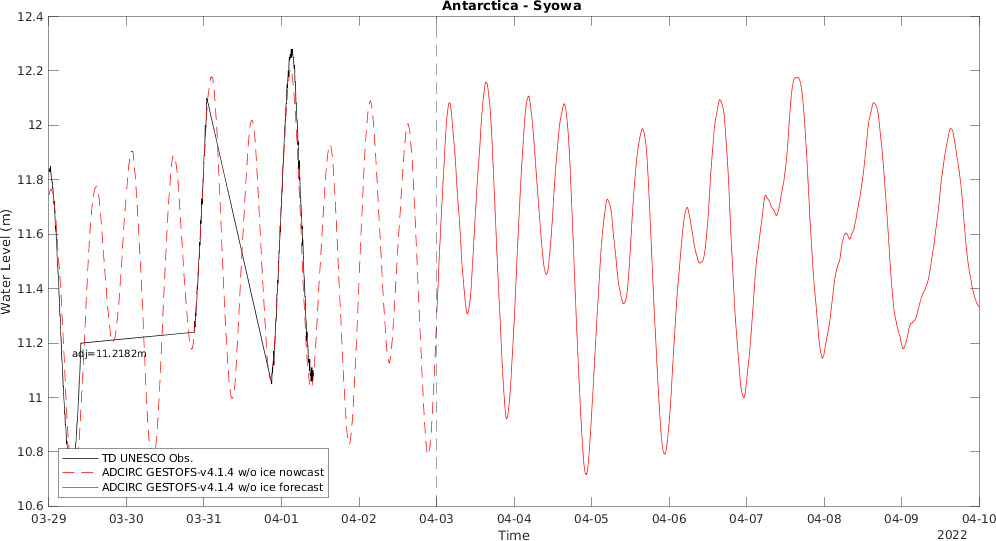 Antarctica - Syowa
12.4
12.2
12
11.8
11.6
11.4
11.2
11
10.8
10.6
Water Level (m)
adj=11.2182m
TD UNESCO Obs.
ADCIRC GESTOFS-v4.1.4 w/o ice nowcast
ADCIRC GESTOFS-v4.1.4 w/o ice forecast
03-29 03-30 03-31 04-01 04-02 04-03 04-04 04-05 04-06 04-07 04-08 04-09 04-10
Time
2022